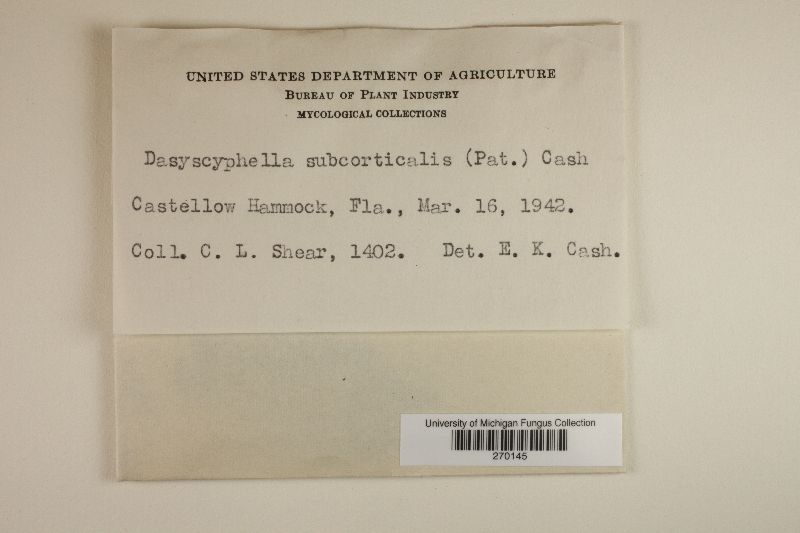 UNITED STATES DEPARTMENT OF AGRICULTURE
BUREAU OF PLANT INDUSTRY
MYCOLOGICAL COLLECTIONS
Dasyscyphella subcorticalis (Pat.) Cash
Castellow Hammock, Fla., Mar. 16, 1942.
Coll. C. L. Shear, 1402. Det. E. K. Cash.
University of Michigan Fungus Collection
270145